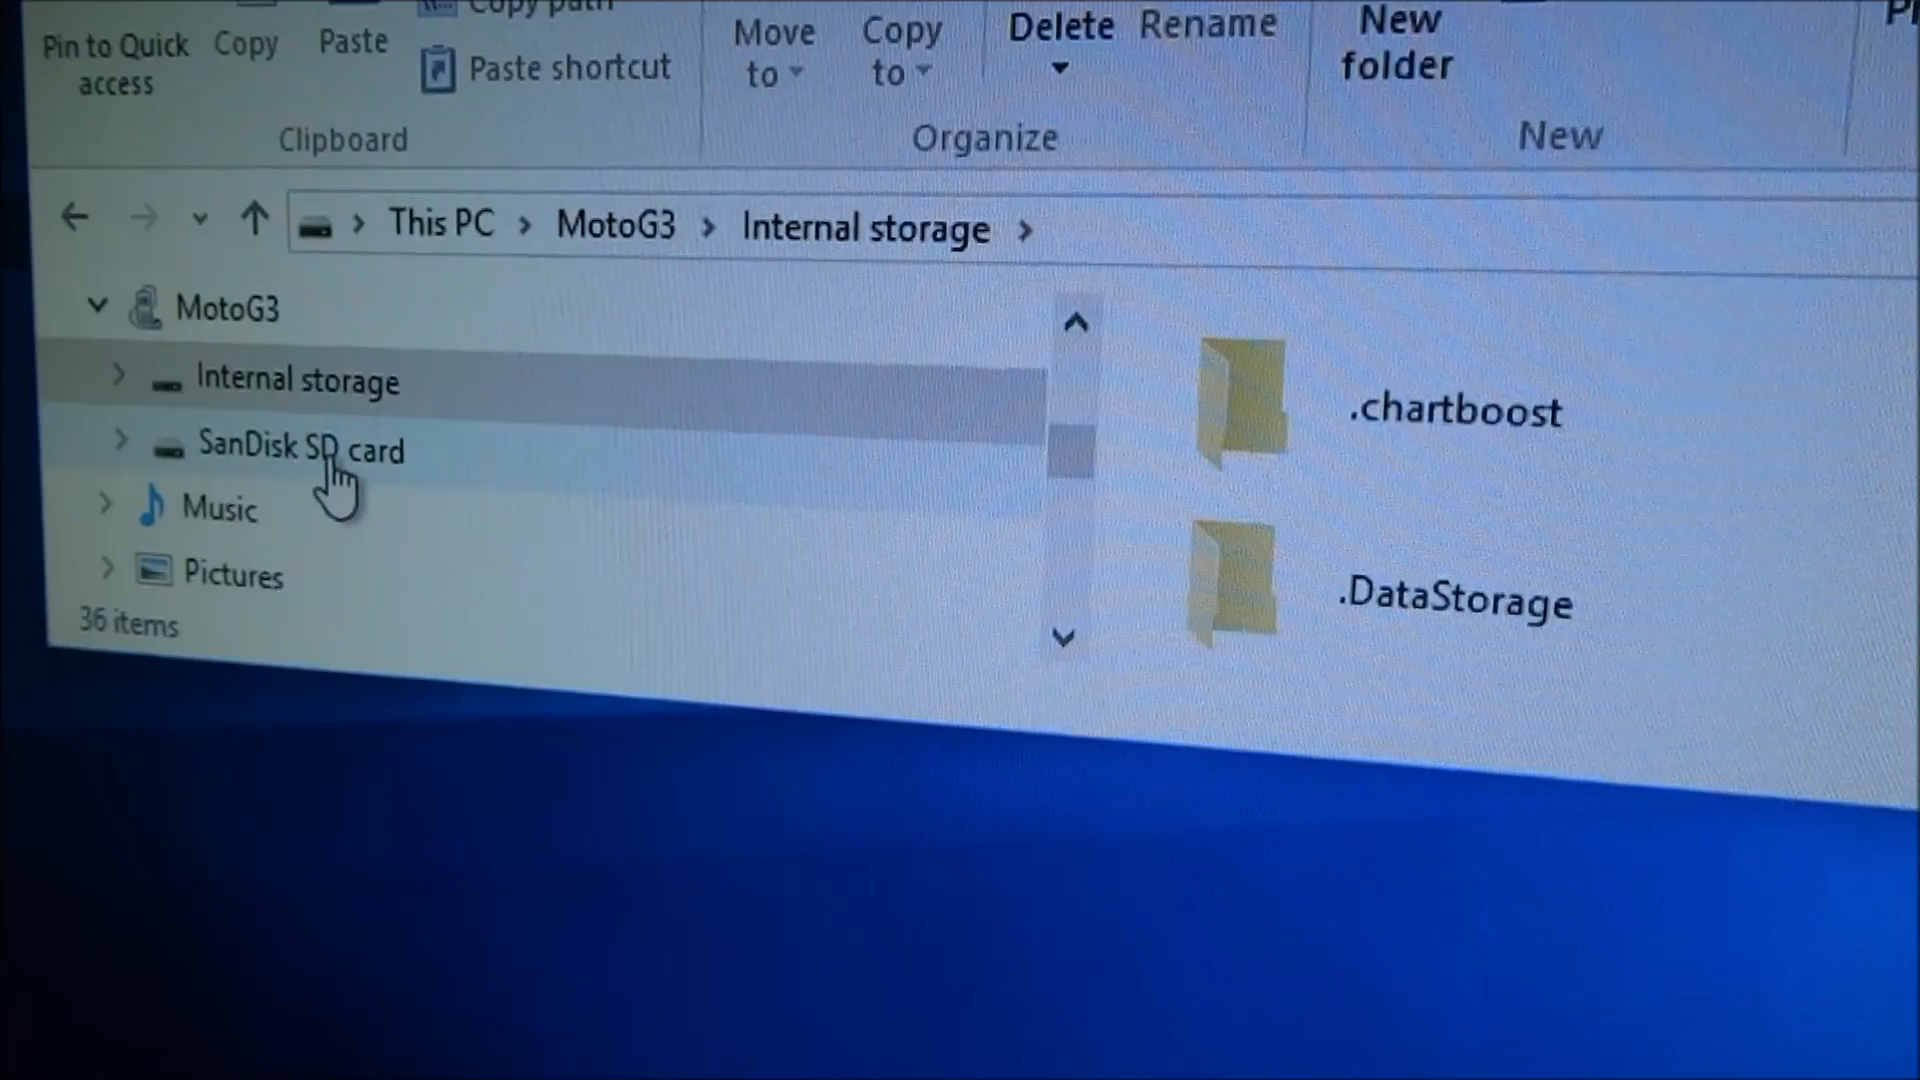 Copy path
Pin to Quick access
Copy
Paste
Paste shortcut
Move to
Copy to
Delete
Rename
New folder
Clipboard
Organize
New
This PC > MotoG3 > Internal storage >
MotoG3
Internal storage
SanDisk SD card
Music
Pictures
36 items
.chartboost
.DataStorage